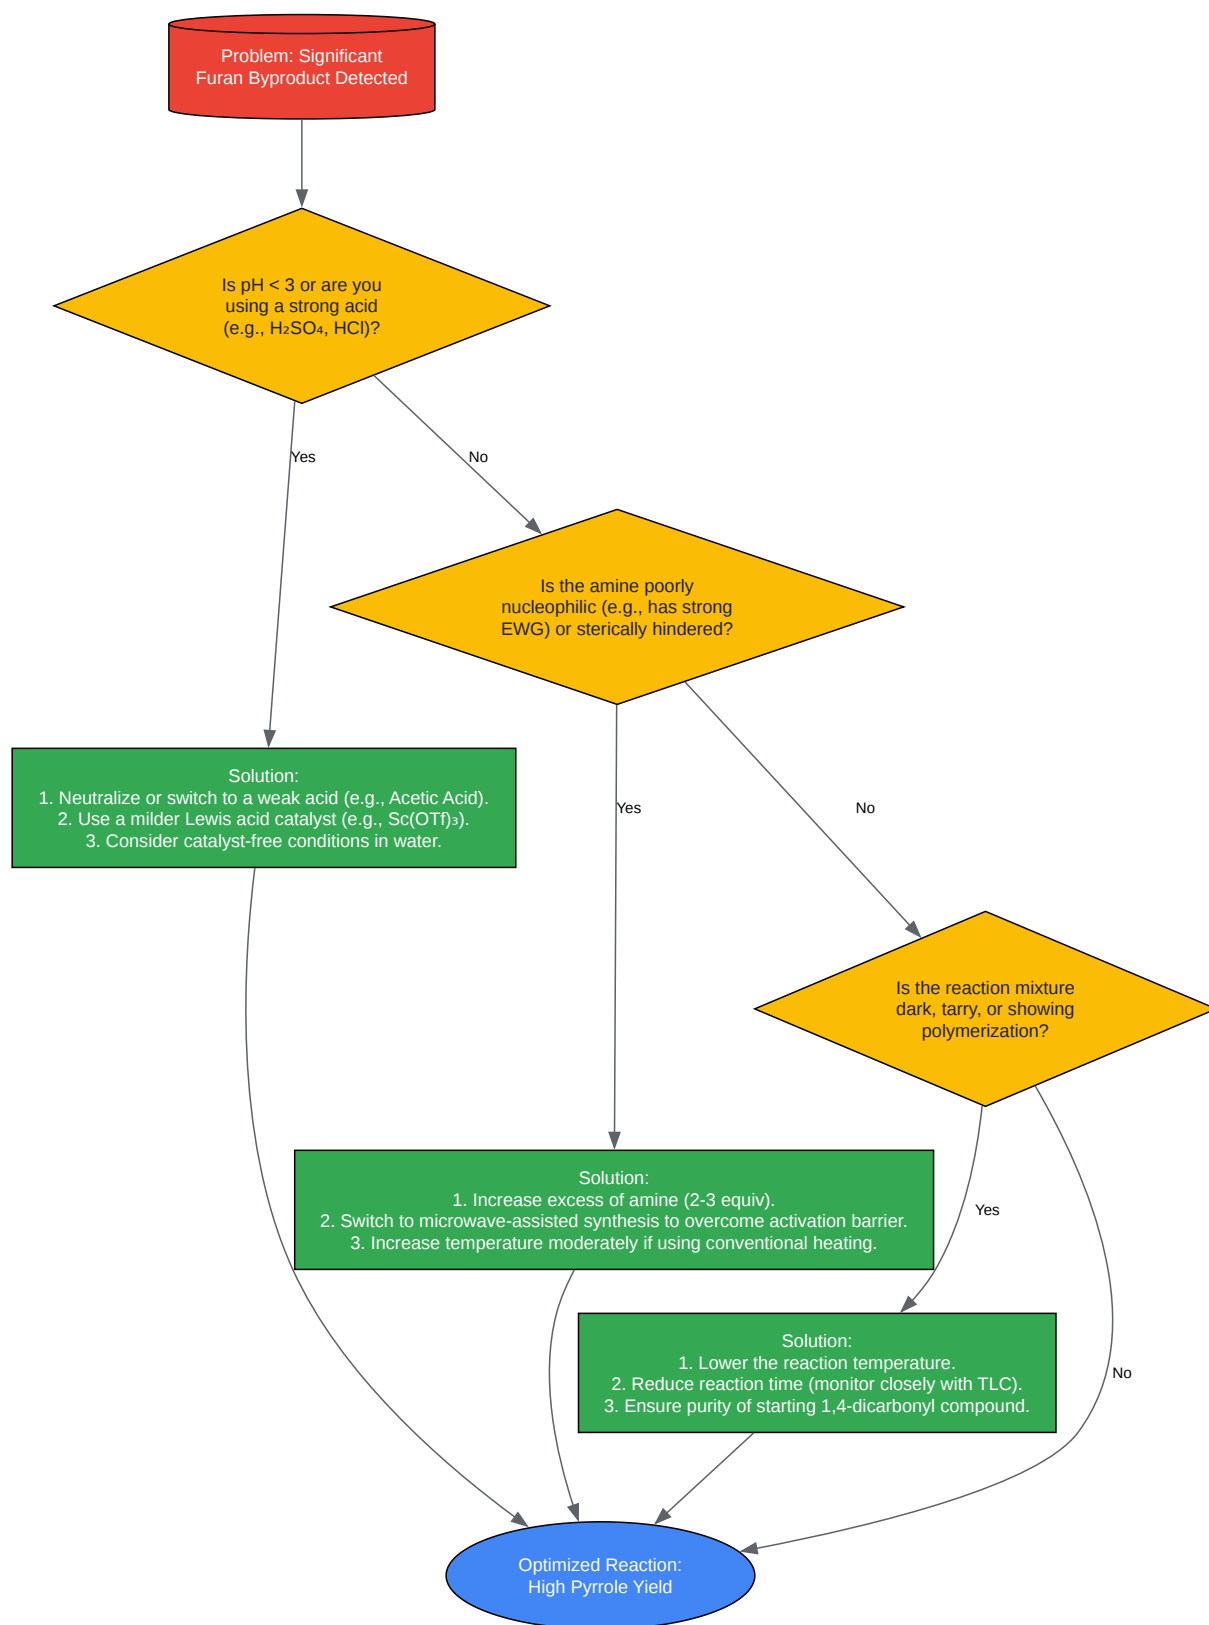 Problem: Significant
Furan Byproduct Detected
Is pH < 3 or are you
using a strong acid
(e.g., H₂SO₄, HCl)?
Yes
No
Is the amine poorly
nucleophilic (e.g., has strong
EWG) or sterically hindered?
Solution:
1. Neutralize or switch to a weak acid (e.g., Acetic Acid).
2. Use a milder Lewis acid catalyst (e.g., Sc(OTf)₃).
3. Consider catalyst-free conditions in water.
Yes
No
Is the reaction mixture
dark, tarry, or showing
polymerization?
Solution:
1. Increase excess of amine (2-3 equiv).
2. Switch to microwave-assisted synthesis to overcome activation barrier.
3. Increase temperature moderately if using conventional heating.
Yes
Solution:
1. Lower the reaction temperature.
2. Reduce reaction time (monitor closely with TLC).
3. Ensure purity of starting 1,4-dicarbonyl compound.
No
Optimized Reaction:
High Pyrrole Yield